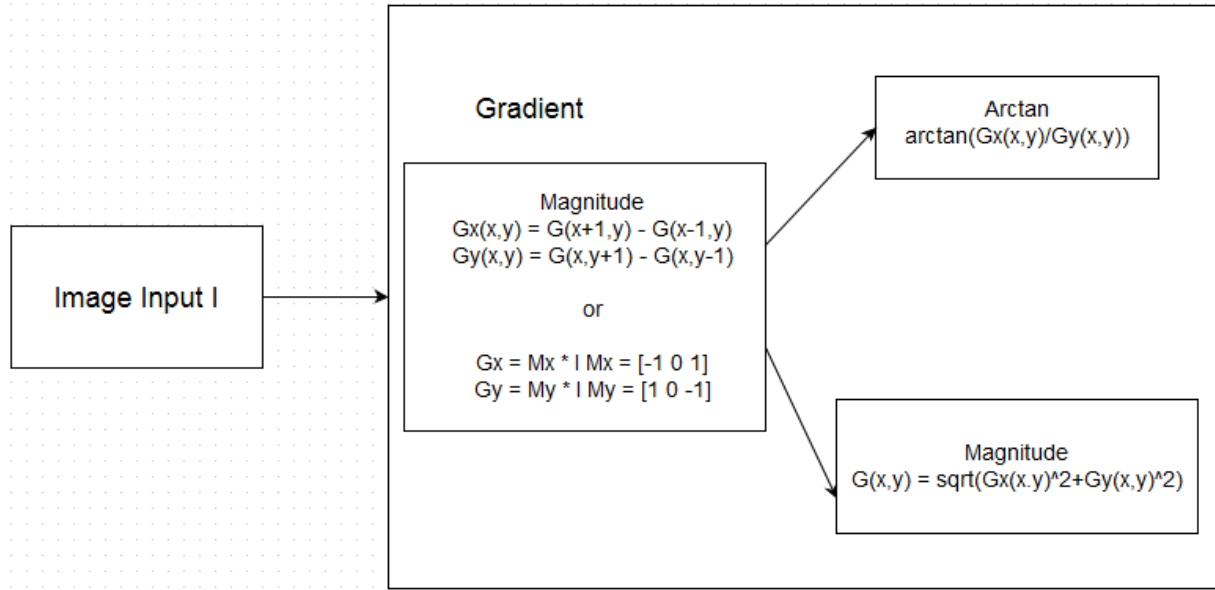 Image Input I
Gradient
Magnitude
Gx(x,y) = G(x+1,y) - G(x-1,y)
Gy(x,y) = G(x,y+1) - G(x,y-1)
or
Gx = Mx * I Mx = [-1 0 1]
Gy = My * I My = [1 0 -1]
Arctan
arctan(Gx(x,y)/Gy(x,y))
Magnitude
G(x,y) = sqrt(Gx(x.y)^2+Gy(x,y)^2)